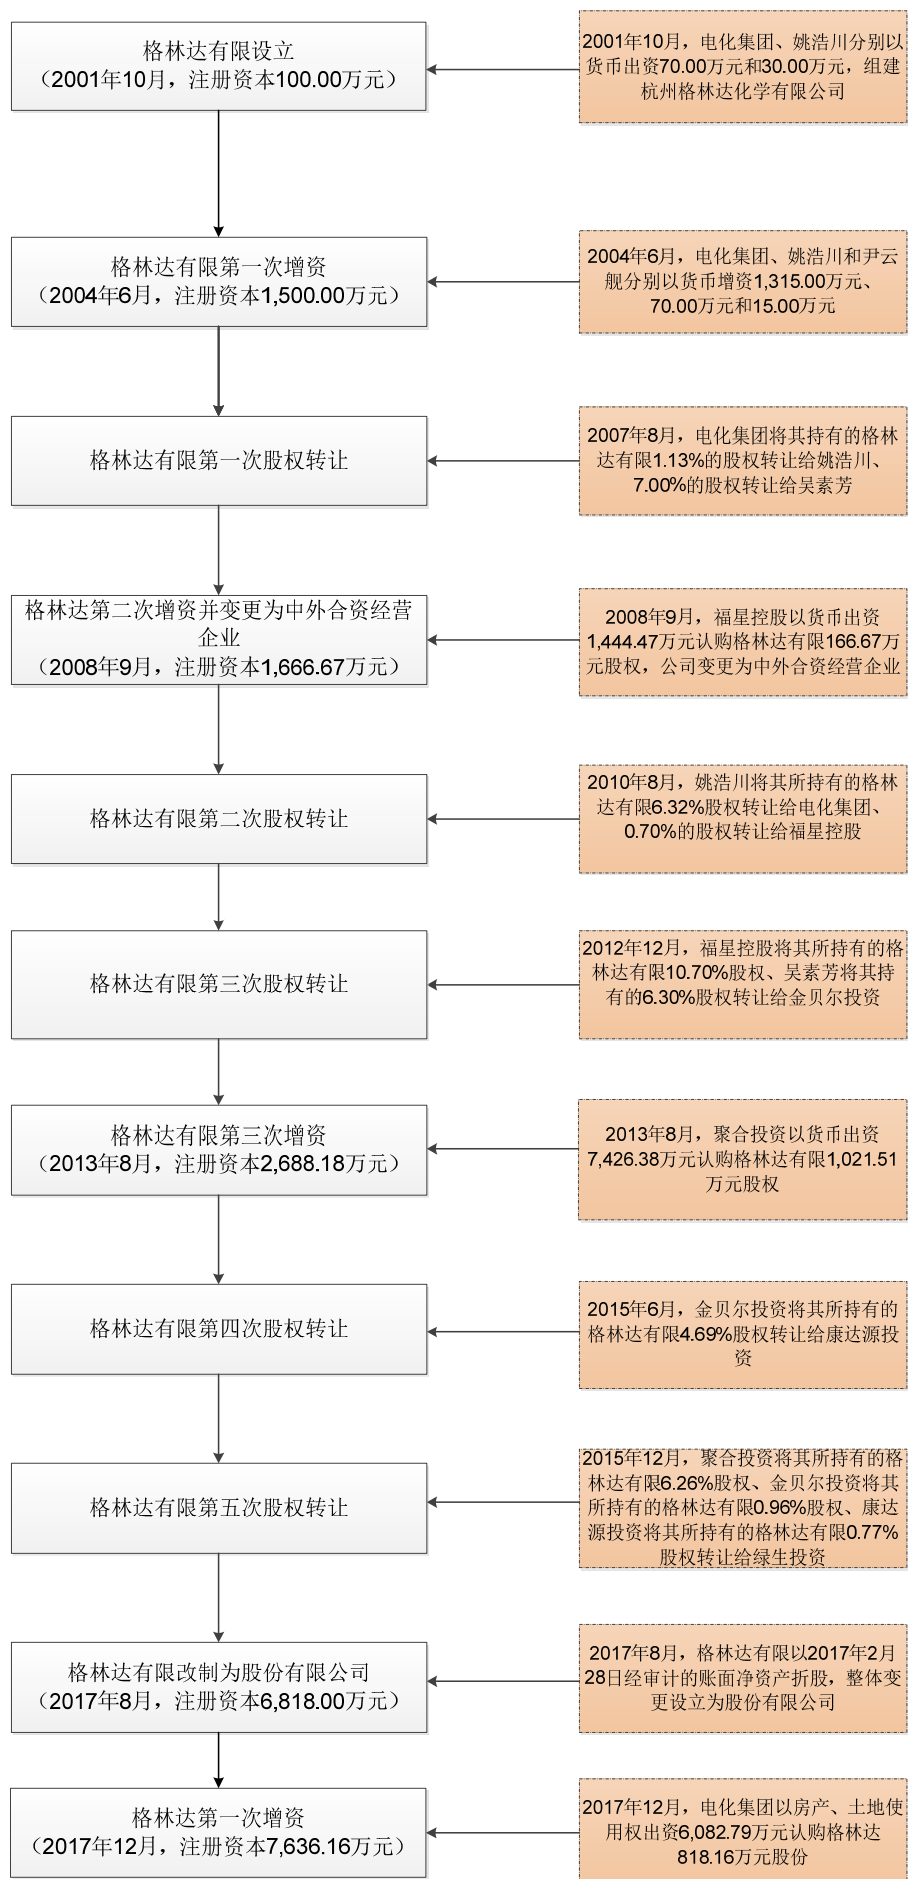 格林达有限设立
（2001年10月，注册资本100.00万元）
2001年10月，电化集团、姚浩川分别以
货币出资70.00万元和30.00万元，组建
杭州格林达化学有限公司
格林达有限第一次增资
（2004年6月，注册资本1,500.00万元）
2004年6月，电化集团、姚浩川和尹云
舰分别以货币增资1,315.00万元、
70.00万元和15.00万元
格林达有限第一次股权转让
2007年8月，电化集团将其持有的格林
达有限1.13%的股权转让给姚浩川、
7.00%的股权转让给吴素芳
格林达第二次增资并变更为中外合资经营
企业
（2008年9月，注册资本1,666.67万元）
2008年9月，福星控股以货币出资
1,444.47万元认购格林达有限166.67万
元股权，公司变更为中外合资经营企业
格林达有限第二次股权转让
2010年8月，姚浩川将其所持有的格林
达有限6.32%股权转让给电化集团、
0.70%的股权转让给福星控股
格林达有限第三次股权转让
2012年12月，福星控股将其所持有的格
林达有限10.70%股权、吴素芳将其持
有的6.30%股权转让给金贝尔投资
格林达有限第三次增资
（2013年8月，注册资本2,688.18万元）
2013年8月，聚合投资以货币出资
7,426.38万元认购格林达有限1,021.51
万元股权
格林达有限第四次股权转让
2015年6月，金贝尔投资将其所持有的
格林达有限4.69%股权转让给康达源投
资
格林达有限第五次股权转让
2015年12月，聚合投资将其所持有的格
林达有限6.26%股权、金贝尔投资将其
所持有的格林达有限0.96%股权、康达
源投资将其所持有的格林达有限0.77%
股权转让给绿生投资
格林达有限改制为股份有限公司
（2017年8月，注册资本6,818.00万元）
2017年8月，格林达有限以2017年2月
28日经审计的账面净资产折股，整体变
更设立为股份有限公司
格林达第一次增资
（2017年12月，注册资本7,636.16万元）
2017年12月，电化集团以房产、土地使
用权出资6,082.79万元认购格林达
818.16万元股份